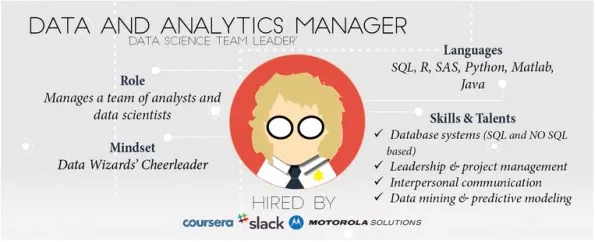 DATA AND ANALYTICS MANAGER
'DATA SCIENCE TEAM LEADER'
Role
Manages a team of analysts and
data scientists
Mindset
Data Wizards' Cheerleader
Languages
SQL, R, SAS, Python, Matlab,
Java
Skills & Talents
✓ Database systems (SQL and NO SQL
based)
✓ Leadership & project management
✓ Interpersonal communication
✓ Data mining & predictive modeling
HIRED BY
coursera slack MOTOROLA SOLUTIONS